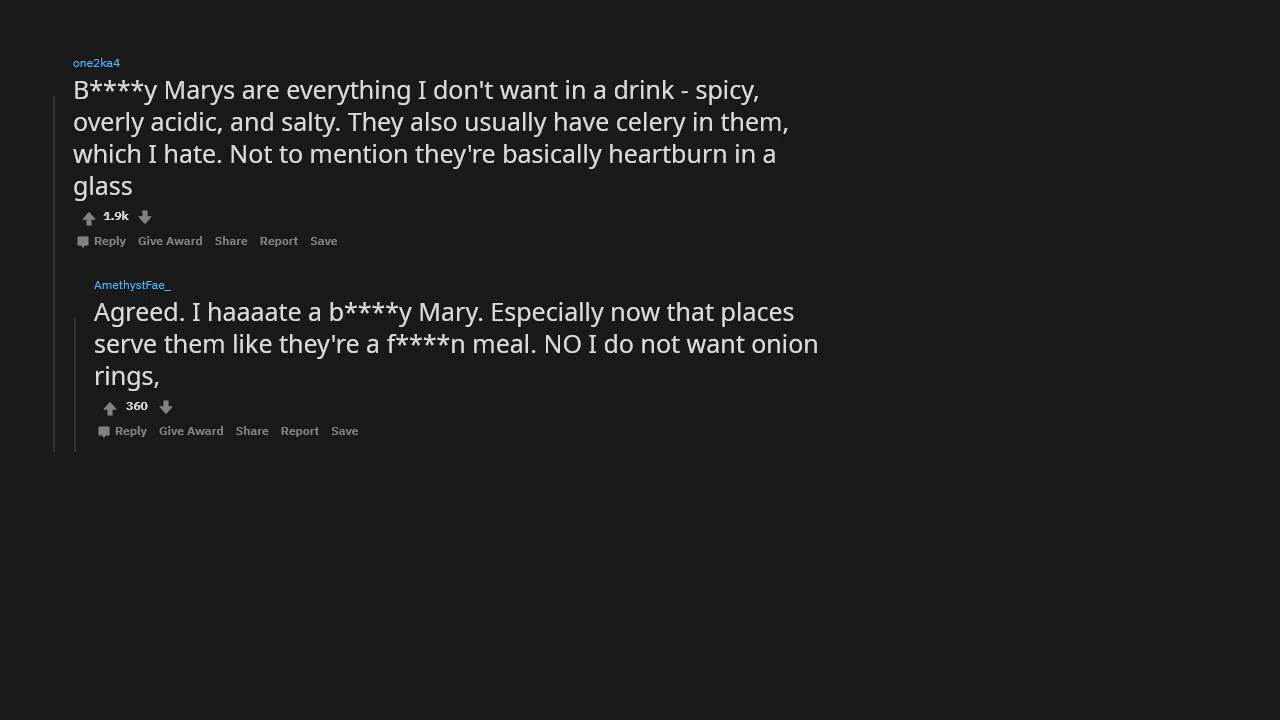 one2ka4
B****y Marys are everything I don't want in a drink - spicy,
overly acidic, and salty. They also usually have celery in them,
which I hate. Not to mention they're basically heartburn in a
glass
1.9k
Reply Give Award Share Report Save
AmethystFae_
Agreed. I haaaate a b****y Mary. Especially now that places
serve them like they're a f****n meal. NO I do not want onion
rings,
360
Reply Give Award Share Report Save